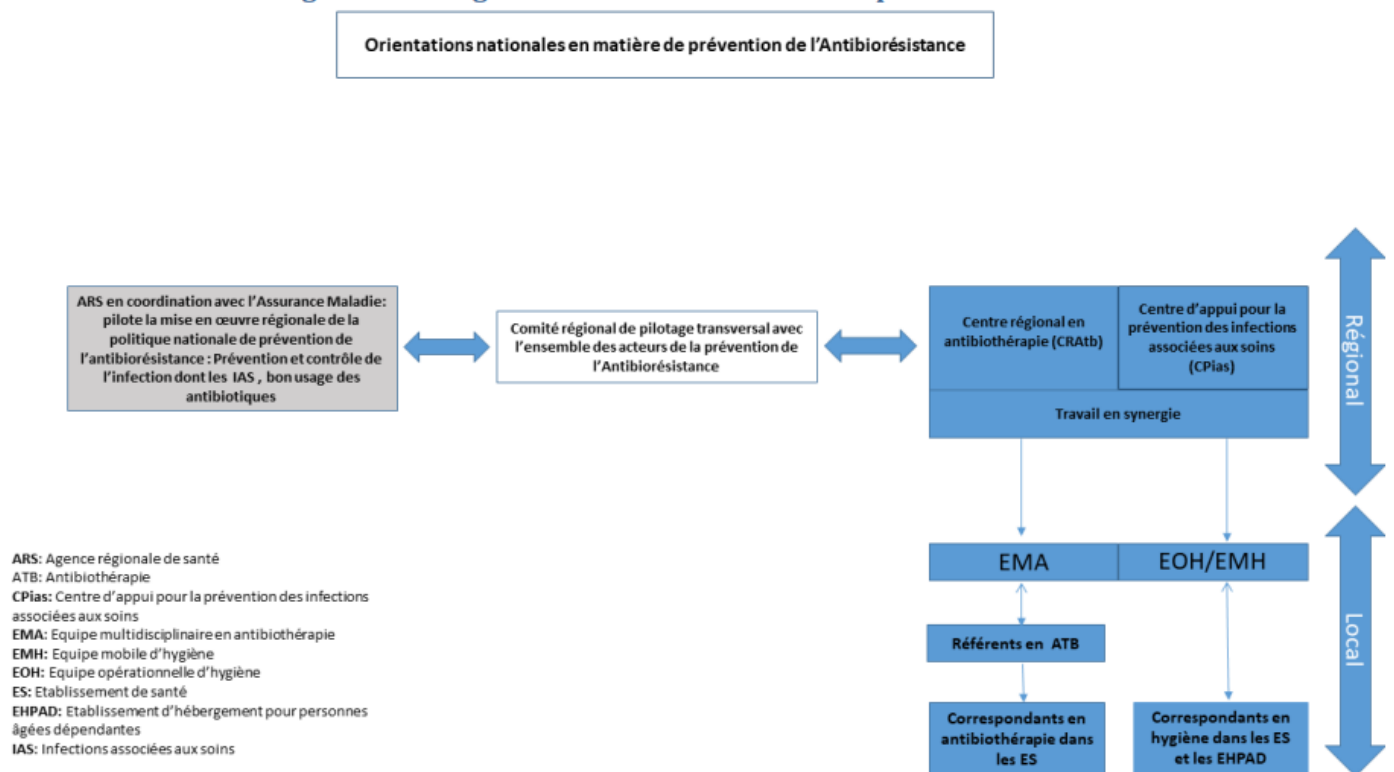 Orientations nationales en matière de prévention de l'Antibiorésistance
ARS en coordination avec l'Assurance Maladie:
pilote la mise en œuvre régionale de la
politique nationale de prévention de
l'antibiorésistance : Prévention et contrôle de
l'infection dont les IAS , bon usage des
antibiotiques
Comité régional de pilotage transversal avec
l'ensemble des acteurs de la prévention de
l'Antibiorésistance
Centre régional en
antibiothérapie (CRAtb)
Centre d'appui pour la
prévention des infections
associées aux soins
(CPias)
Travail en synergie
Régional
EMA
EOH/EMH
Référents en ATB
Correspondants en
antibiothérapie dans
les ES
Correspondants en
hygiène dans les ES
et les EHPAD
Local
ARS: Agence régionale de santé
ATB: Antibiothérapie
CPias: Centre d'appui pour la prévention des infections
associées aux soins
EMA: Equipe multidisciplinaire en antibiothérapie
EMH: Equipe mobile d'hygiène
EOH: Equipe opérationnelle d'hygiène
ES: Etablissement de santé
EHPAD: Etablissement d'hébergement pour personnes
âgées dépendantes
IAS: Infections associées aux soins